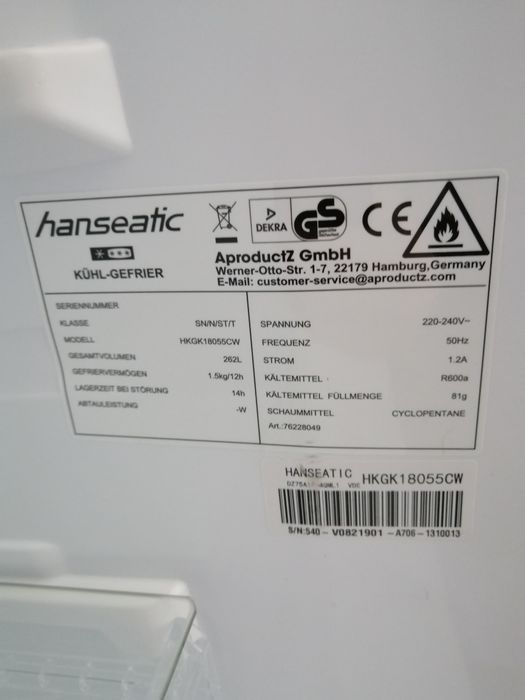 hanseatic
DEKRA
GS
geprüfte Sicherheit
CE
KÜHL-GEFRIER
AproductZ GmbH
Werner-Otto-Str. 1-7, 22179 Hamburg,Germany
E-Mail: customer-service@aproductz.com
SERIENNUMMER
KLASSE SN/N/ST/T
MODELL HKGK18055CW
GESAMTVOLUMEN 262L
GEFRIERVERMÖGEN 1.5kg/12h
LAGERZEIT BEI STÖRUNG 14h
ABTAULEISTUNG -W
SPANNUNG 220-240V~
FREQUENZ 50Hz
STROM 1.2A
KÄLTEMITTEL R600a
KÄLTEMITTEL FÜLLMENGE 81g
SCHAUMMITTEL CYCLOPENTANE
Art.:76228049
HANSEATIC HKGK18055CW
VDE
S/N:540-V0821901-A706-1310013